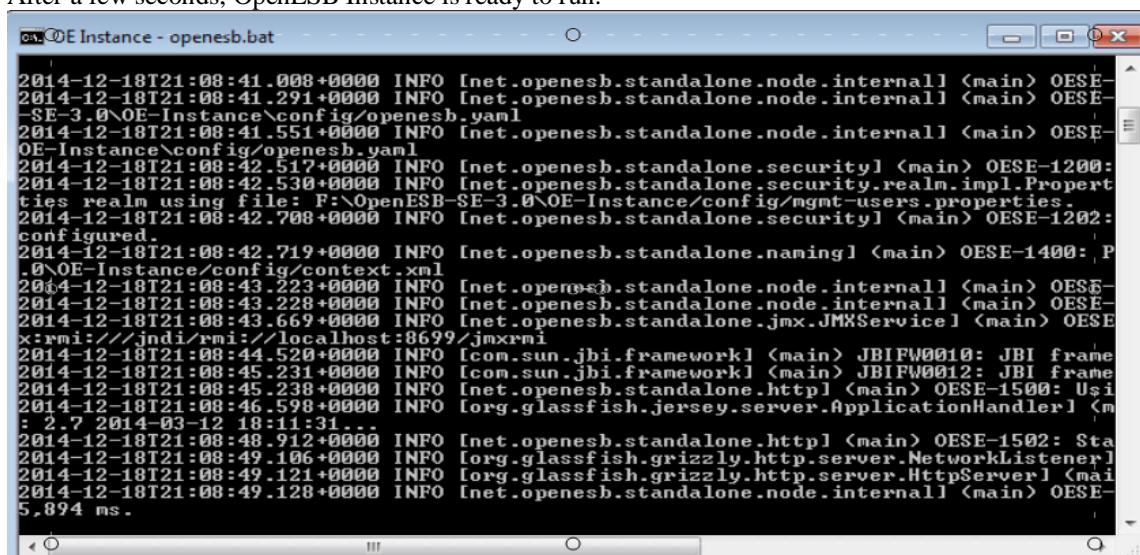 After a few seconds, OpenESB Instance is ready to run.
OE Instance - openesb.bat
2014-12-18T21:08:41.008+0000 INFO [net.openesb.standalone.node.internal] (main) OESE-
2014-12-18T21:08:41.291+0000 INFO [net.openesb.standalone.node.internal] (main) OESE-
-SE-3.0\OE-Instance\config/openesb.yaml
2014-12-18T21:08:41.551+0000 INFO [net.openesb.standalone.node.internal] (main) OESE-
OE-Instance\config/openesb.yaml
2014-12-18T21:08:42.517+0000 INFO [net.openesb.standalone.security] (main) OESE-1200:
2014-12-18T21:08:42.530+0000 INFO [net.openesb.standalone.security.realm.impl.Propert
ties realm using file: F:\OpenESB-SE-3.0\OE-Instance/config/mgmt-users.properties.
2014-12-18T21:08:42.708+0000 INFO [net.openesb.standalone.security] (main) OESE-1202:
configured.
2014-12-18T21:08:42.719+0000 INFO [net.openesb.standalone.naming] (main) OESE-1400: P
.0\OE-Instance/config/context.xml
2014-12-18T21:08:43.223+0000 INFO [net.openesb.standalone.node.internal] (main) OESE-
2014-12-18T21:08:43.228+0000 INFO [net.openesb.standalone.node.internal] (main) OESE-
2014-12-18T21:08:43.669+0000 INFO [net.openesb.standalone.jmx.JMXService] (main) OESE
x:rmi:///jndi/rmi://localhost:8699/jmxrmi
2014-12-18T21:08:44.520+0000 INFO [com.sun.jbi.framework] (main) JBIFW0010: JBI frame
2014-12-18T21:08:45.231+0000 INFO [com.sun.jbi.framework] (main) JBIFW0012: JBI frame
2014-12-18T21:08:45.238+0000 INFO [net.openesb.standalone.http] (main) OESE-1500: Usi
2014-12-18T21:08:46.598+0000 INFO [org.glassfish.jersey.server.ApplicationHandler] (m
: 2.7 2014-03-12 18:11:31...
2014-12-18T21:08:48.912+0000 INFO [net.openesb.standalone.http] (main) OESE-1502: Sta
2014-12-18T21:08:49.106+0000 INFO [org.glassfish.grizzly.http.server.NetworkListener]
2014-12-18T21:08:49.121+0000 INFO [org.glassfish.grizzly.http.server.HttpServer] (mai
2014-12-18T21:08:49.128+0000 INFO [net.openesb.standalone.node.internal] (main) OESE-
5,894 ms.